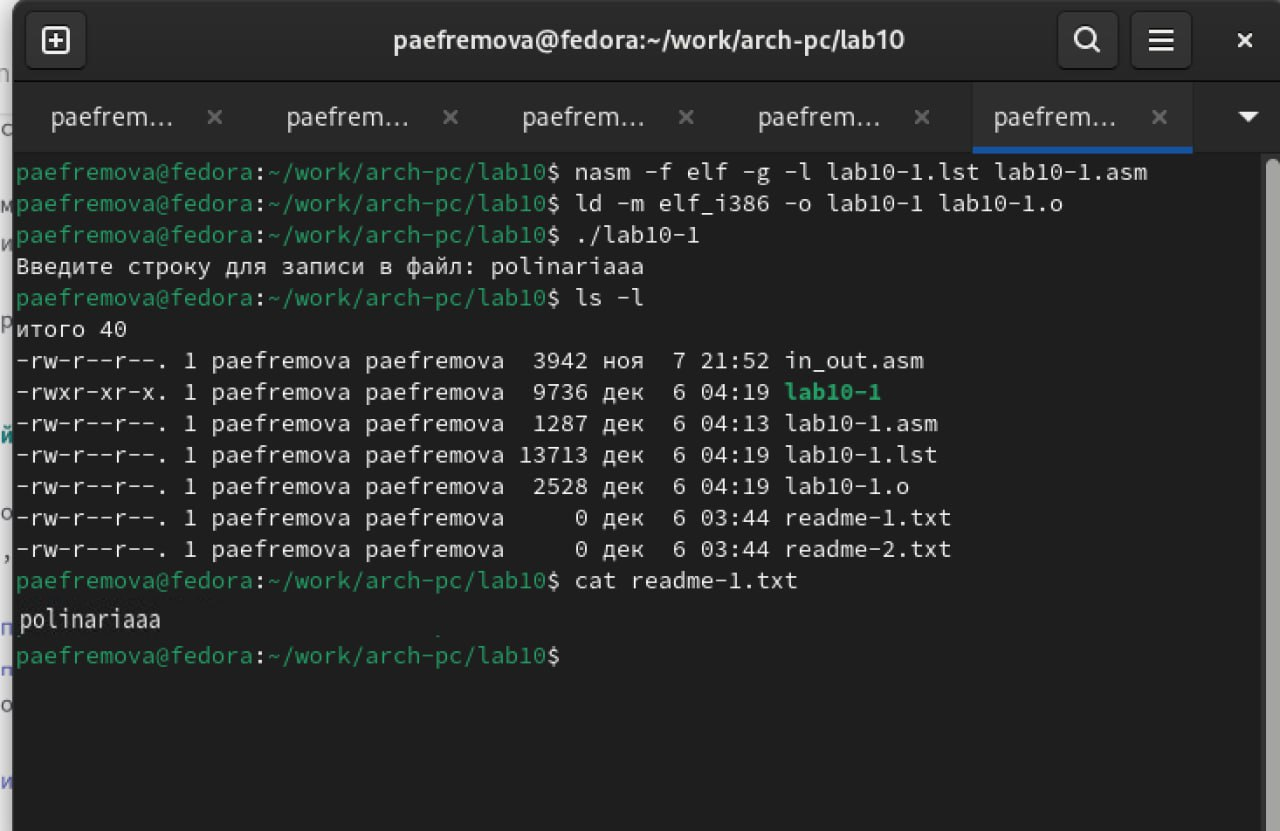 paefremova@fedora:~/work/arch-pc/lab10
paefrem... paefrem... paefrem... paefrem... paefrem...
paefremova@fedora:~/work/arch-pc/lab10$ nasm -f elf -g -l lab10-1.lst lab10-1.asm
paefremova@fedora:~/work/arch-pc/lab10$ ld -m elf_i386 -o lab10-1 lab10-1.o
paefremova@fedora:~/work/arch-pc/lab10$ ./lab10-1
Введите строку для записи в файл: polinariaaa
paefremova@fedora:~/work/arch-pc/lab10$ ls -l
итого 40
-rw-r--r--. 1 paefremova paefremova  3942 ноя  7 21:52 in_out.asm
-rwxr-xr-x. 1 paefremova paefremova  9736 дек  6 04:19 lab10-1
-rw-r--r--. 1 paefremova paefremova  1287 дек  6 04:13 lab10-1.asm
-rw-r--r--. 1 paefremova paefremova 13713 дек  6 04:19 lab10-1.lst
-rw-r--r--. 1 paefremova paefremova  2528 дек  6 04:19 lab10-1.o
-rw-r--r--. 1 paefremova paefremova     0 дек  6 03:44 readme-1.txt
-rw-r--r--. 1 paefremova paefremova     0 дек  6 03:44 readme-2.txt
paefremova@fedora:~/work/arch-pc/lab10$ cat readme-1.txt
polinariaaa
paefremova@fedora:~/work/arch-pc/lab10$